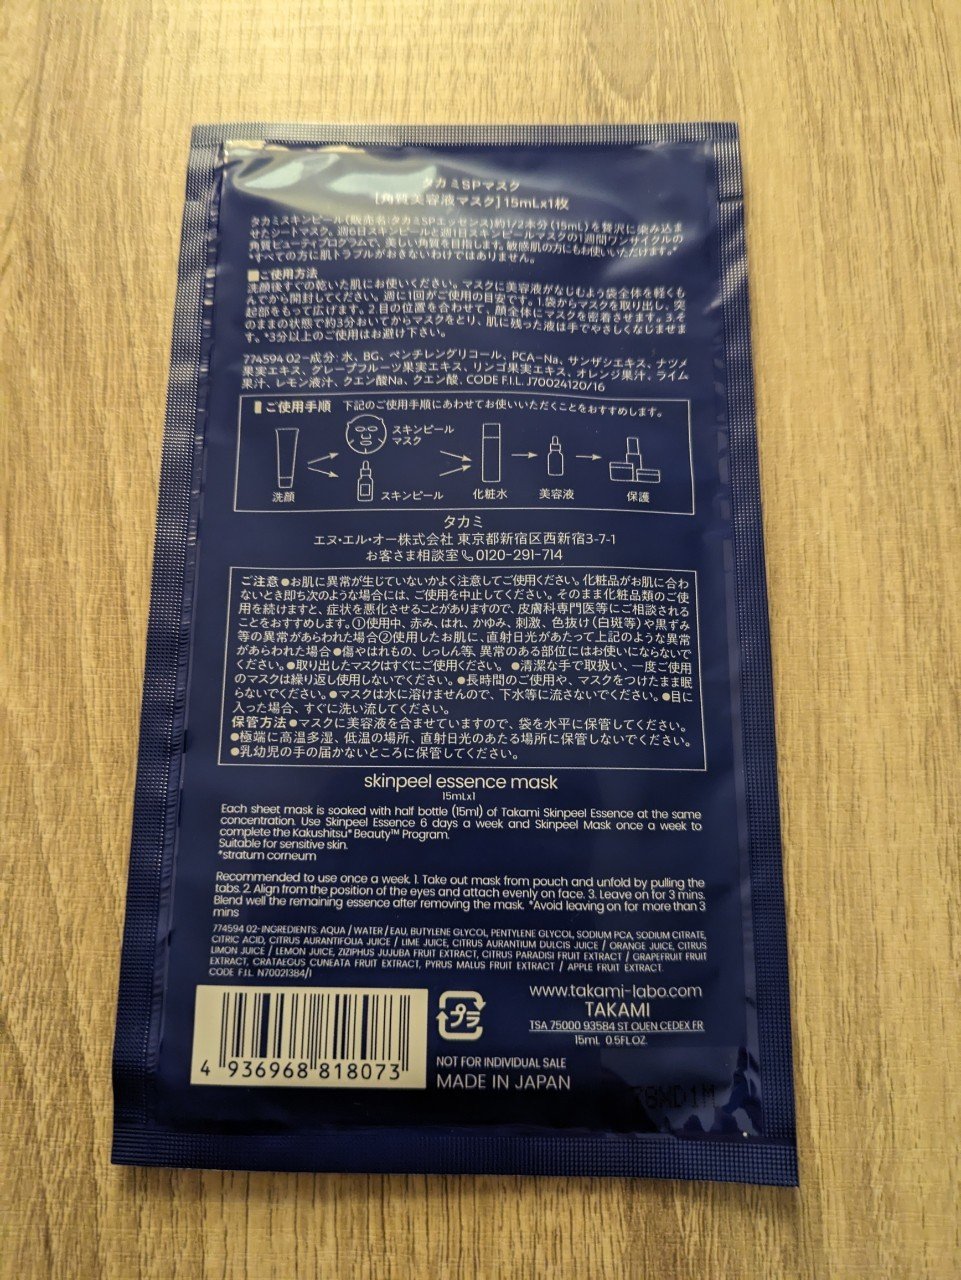 タカミSPマスク
[角質美容液マスク] 15mLx1枚
タカミスキンピール(販売名:タカミSPエッセンス)約1/2本分(15mL)を贅沢に染み込ま
せたシートマスク。週6日スキンピールと週1日スキンピールマスクの1週間ワンサイクルの
角質ビューティプログラムで、美しい角質を目指します。敏感肌の方にもお使いいただけます。*
*すべての方に肌トラブルがおきないわけではありません。
■ご使用方法
洗顔後すぐの乾いた肌にお使いください。マスクに美容液がなじむよう袋全体を軽くも
んでから開封してください。週に1回がご使用の目安です。1.袋からマスクを取り出し、突
起部をもって広げます。2.目の位置を合わせて、顔全体にマスクを密着させます。3.そ
のままの状態で約3分おいてからマスクをとり、肌に残った液は手でやさしくなじませま
す。*3分以上のご使用はお避け下さい。
774594 02-成分: 水、BG、ペンチレングリコール、PCA-Na、サンザシエキス、ナツメ
果実エキス、グレープフルーツ果実エキス、リンゴ果実エキス、オレンジ果汁、ライム
果汁、レモン液汁、クエン酸Na、クエン酸、CODE F.I.L. J70024120/16
ご使用手順 下記のご使用手順にあわせてお使いいただくことをおすすめします。
スキンピール
マスク
洗顔 スキンピール 化粧水 美容液 保護
タカミ
エヌ・エル・オー株式会社 東京都新宿区西新宿3-7-1
お客さま相談室 0120-291-714
ご注意 ●お肌に異常が生じていないかよく注意してご使用ください。化粧品がお肌に合わ
ないとき即ち次のような場合には、ご使用を中止してください。そのまま化粧品類のご使
用を続けますと、症状を悪化させることがありますので、皮膚科専門医等にご相談される
ことをおすすめします。①使用中、赤み、はれ、かゆみ、刺激、色抜け(白斑等)や黒ずみ
等の異常があらわれた場合②使用したお肌に、直射日光があたって上記のような異常
があらわれた場合●傷やはれもの、しっしん等、異常のある部位にはお使いにならないで
ください。●取り出したマスクはすぐにご使用ください。 ●清潔な手で取扱い、一度ご使用
のマスクは繰り返し使用しないでください。●長時間のご使用や、マスクをつけたまま眠
らないでください。●マスクは水に溶けませんので、下水等に流さないでください。●目に
入った場合、すぐに洗い流してください。
保管方法●マスクに美容液を含ませていますので、袋を水平に保管してください。
●極端に高温多湿、低温の場所、直射日光のあたる場所に保管しないでください。
●乳幼児の手の届かないところに保管してください。
skinpeel essence mask
15mLx1
Each sheet mask is soaked with half bottle (15ml) of Takami Skinpeel Essence at the same
concentration. Use Skinpeel Essence 6 days a week and Skinpeel Mask once a week to
complete the Kakushitsu* Beauty™ Program.
Suitable for sensitive skin.
*stratum corneum
Recommended to use once a week. 1. Take out mask from pouch and unfold by pulling the
tabs. 2. Align from the position of the eyes and attach evenly on face. 3. Leave on for 3 mins.
Blend well the remaining essence after removing the mask. *Avoid leaving on for more than 3
mins
774594 02-INGREDIENTS: AQUA / WATER / EAU, BUTYLENE GLYCOL, PENTYLENE GLYCOL, SODIUM PCA, SODIUM CITRATE,
CITRIC ACID, CITRUS AURANTIFOLIA JUICE / LIME JUICE, CITRUS AURANTIUM DULCIS JUICE / ORANGE JUICE, CITRUS
LIMON JUICE / LEMON JUICE, ZIZIPHUS JUJUBA FRUIT EXTRACT, CITRUS PARADISI FRUIT EXTRACT / GRAPEFRUIT FRUIT
EXTRACT, CRATAEGUS CUNEATA FRUIT EXTRACT, PYRUS MALUS FRUIT EXTRACT / APPLE FRUIT EXTRACT.
CODE F.I.L. N70021384/1
www.takami-labo.com
TAKAMI
TSA 75000 93584 ST OUEN CEDEX FR
15mL 0.5FL.OZ.
プラ
4 936968 818073
NOT FOR INDIVIDUAL SALE
MADE IN JAPAN